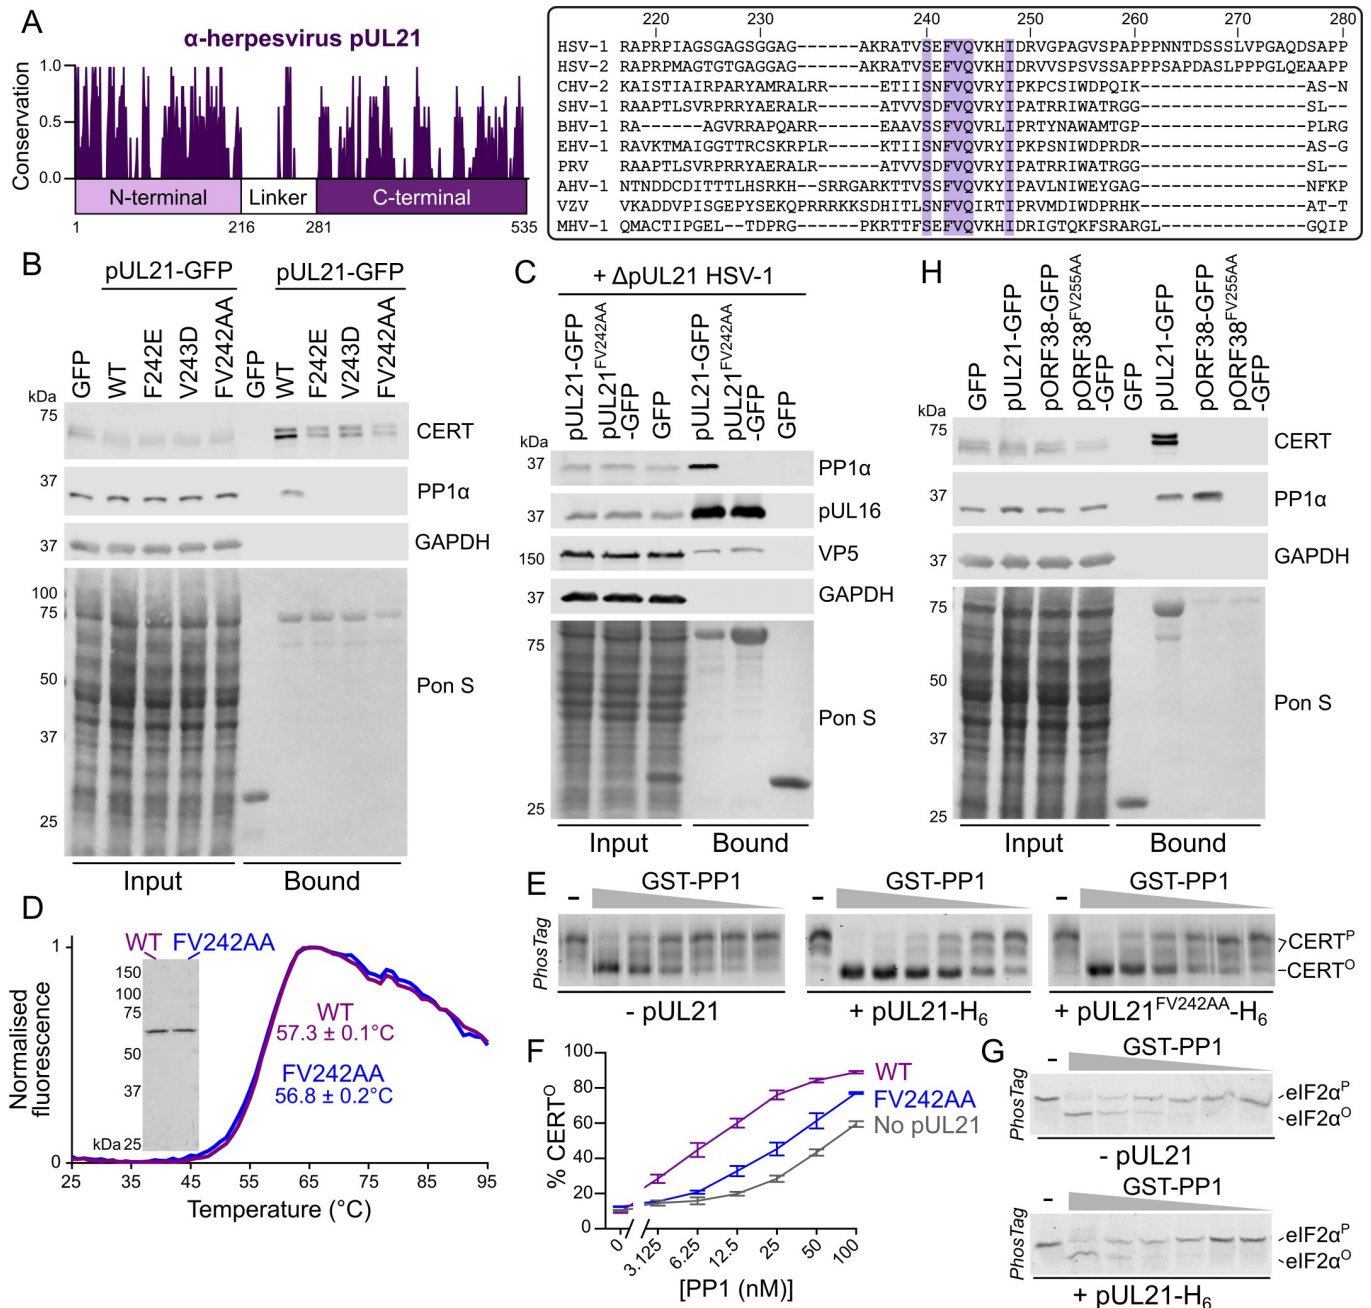 A
α-herpesvirus pUL21
Conservation
1.0
0.5
0.0
N-terminal Linker C-terminal
1 216 281 535
220 230 240 250 260 270 280
HSV-1 RAPRPIAGSGAGSGGAG------AKRATVSEFVQVKHIDRVGPAGVSPAPPPNNTDSSSLVPGAQDSAPP
HSV-2 RAPRPMAGTGTGAGGAG------AKRATVSEFVQVKHIDRVVSPSVSSAPPPSAPDASLPPPGLQEAAPP
CHV-2 KAISTIAIRPARYAMRALRR---ETIISNFVQVRYIPKPCSIWDPQIK----------------AS-N
SHV-1 RAAPTLSVRPRRYAERALR----ATVVSDFVQVRYIPATRRIWATRGG----------------SL--
BHV-1 RA-----AGVRRAPQARR-----EAAVSSFVQVRLIPRTYNAWAMTGP----------------PLRG
EHV-1 RAVKTMAIGGTTRCSKRPLR---KTIISNFVQVKYIPRQYSNWDPRDR----------------AS-G
PRV RAAPTLSVRPRRYAERALR----ATVVSNFVQVRYIPATRRIWATRGG----------------SL--
AHV-1 NTNDDCDITTTLHSRKH--SRRGARKTTVSSFVQVKYIPAVLNIWEYGAG----------------NFKP
VZV VKADDVPISGEPYSEKQPRRRKKSDHITLSNFVQIRTIPRVMDIWDPRHK----------------AT-T
MHV-1 QMACTIPGEL--TDPRG------PKRTTFSEFVQVKHIDRIGTQKFSRARGL--------------GQIP
B
pUL21-GFP pUL21-GFP
GFP WT F242E V243D FV242AA GFP WT F242E V243D FV242AA
kDa
75 CERT
37 PP1α
37 GAPDH
100
75
50
37
25
Pon S
Input Bound
C
+ ΔpUL21 HSV-1
pUL21-GFP pUL21FV242AA-GFP GFP pUL21-GFP pUL21FV242AA-GFP GFP
kDa
37 PP1α
37 pUL16
150 VP5
37 GAPDH
75
25
Pon S
Input Bound
H
GFP pUL21-GFP pORF38-GFP pORF38FV255AA-GFP GFP pUL21-GFP pORF38-GFP pORF38FV255AA-GFP
kDa
75 CERT
37 PP1α
37 GAPDH
75
50
37
25
Pon S
Input Bound
D
Normalised fluorescence
1
0
WT FV242AA
150
100
75
50
37
kDa 25
WT
57.3 ± 0.1°C
FV242AA
56.8 ± 0.2°C
25 35 45 55 65 75 85 95
Temperature (°C)
E
- GST-PP1 - GST-PP1 - GST-PP1
PhosTag
PhosTag
PhosTag
CERTP
CERTO
- pUL21 + pUL21-H6 + pUL21FV242AA-H6
F
% CERTO
100
80
60
40
20
0
WT
FV242AA
No pUL21
0 3.125 6.25 12.5 25 50 100
[PP1 (nM)]
G
- GST-PP1
PhosTag
eIF2αP
eIF2αO
- pUL21
- GST-PP1
PhosTag
eIF2αP
eIF2αO
+ pUL21-H6